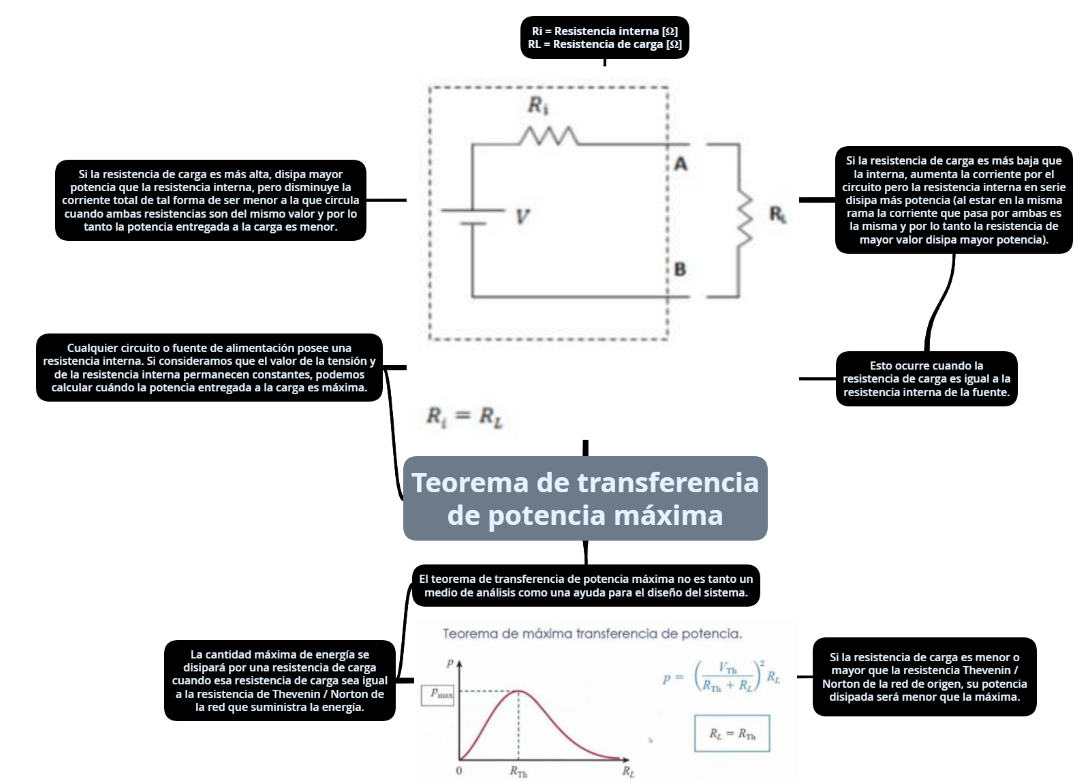 Ri = Resistencia interna [Ω]
RL = Resistencia de carga [Ω]
R_i
A
V
R_L
B
Si la resistencia de carga es más alta, disipa mayor
potencia que la resistencia interna, pero disminuye la
corriente total de tal forma de ser menor a la que circula
cuando ambas resistencias son del mismo valor y por lo
tanto la potencia entregada a la carga es menor.
Si la resistencia de carga es más baja que
la interna, aumenta la corriente por el
circuito pero la resistencia interna en serie
disipa más potencia (al estar en la misma
rama la corriente que pasa por ambas es
la misma y por lo tanto la resistencia de
mayor valor disipa mayor potencia).
Cualquier circuito o fuente de alimentación posee una
resistencia interna. Si consideramos que el valor de la tensión y
de la resistencia interna permanecen constantes, podemos
calcular cuándo la potencia entregada a la carga es máxima.
Esto ocurre cuando la
resistencia de carga es igual a la
resistencia interna de la fuente.
R_i = R_L
Teorema de transferencia
de potencia máxima
El teorema de transferencia de potencia máxima no es tanto un
medio de análisis como una ayuda para el diseño del sistema.
La cantidad máxima de energía se
disipará por una resistencia de carga
cuando esa resistencia de carga sea igual
a la resistencia de Thevenin / Norton de
la red que suministra la energía.
Teorema de máxima transferencia de potencia.
p
p_max
0
R_Th
R_L
p = (V_Th / (R_Th + R_L))² R_L
R_L = R_Th
Si la resistencia de carga es menor o
mayor que la resistencia Thevenin /
Norton de la red de origen, su potencia
disipada será menor que la máxima.